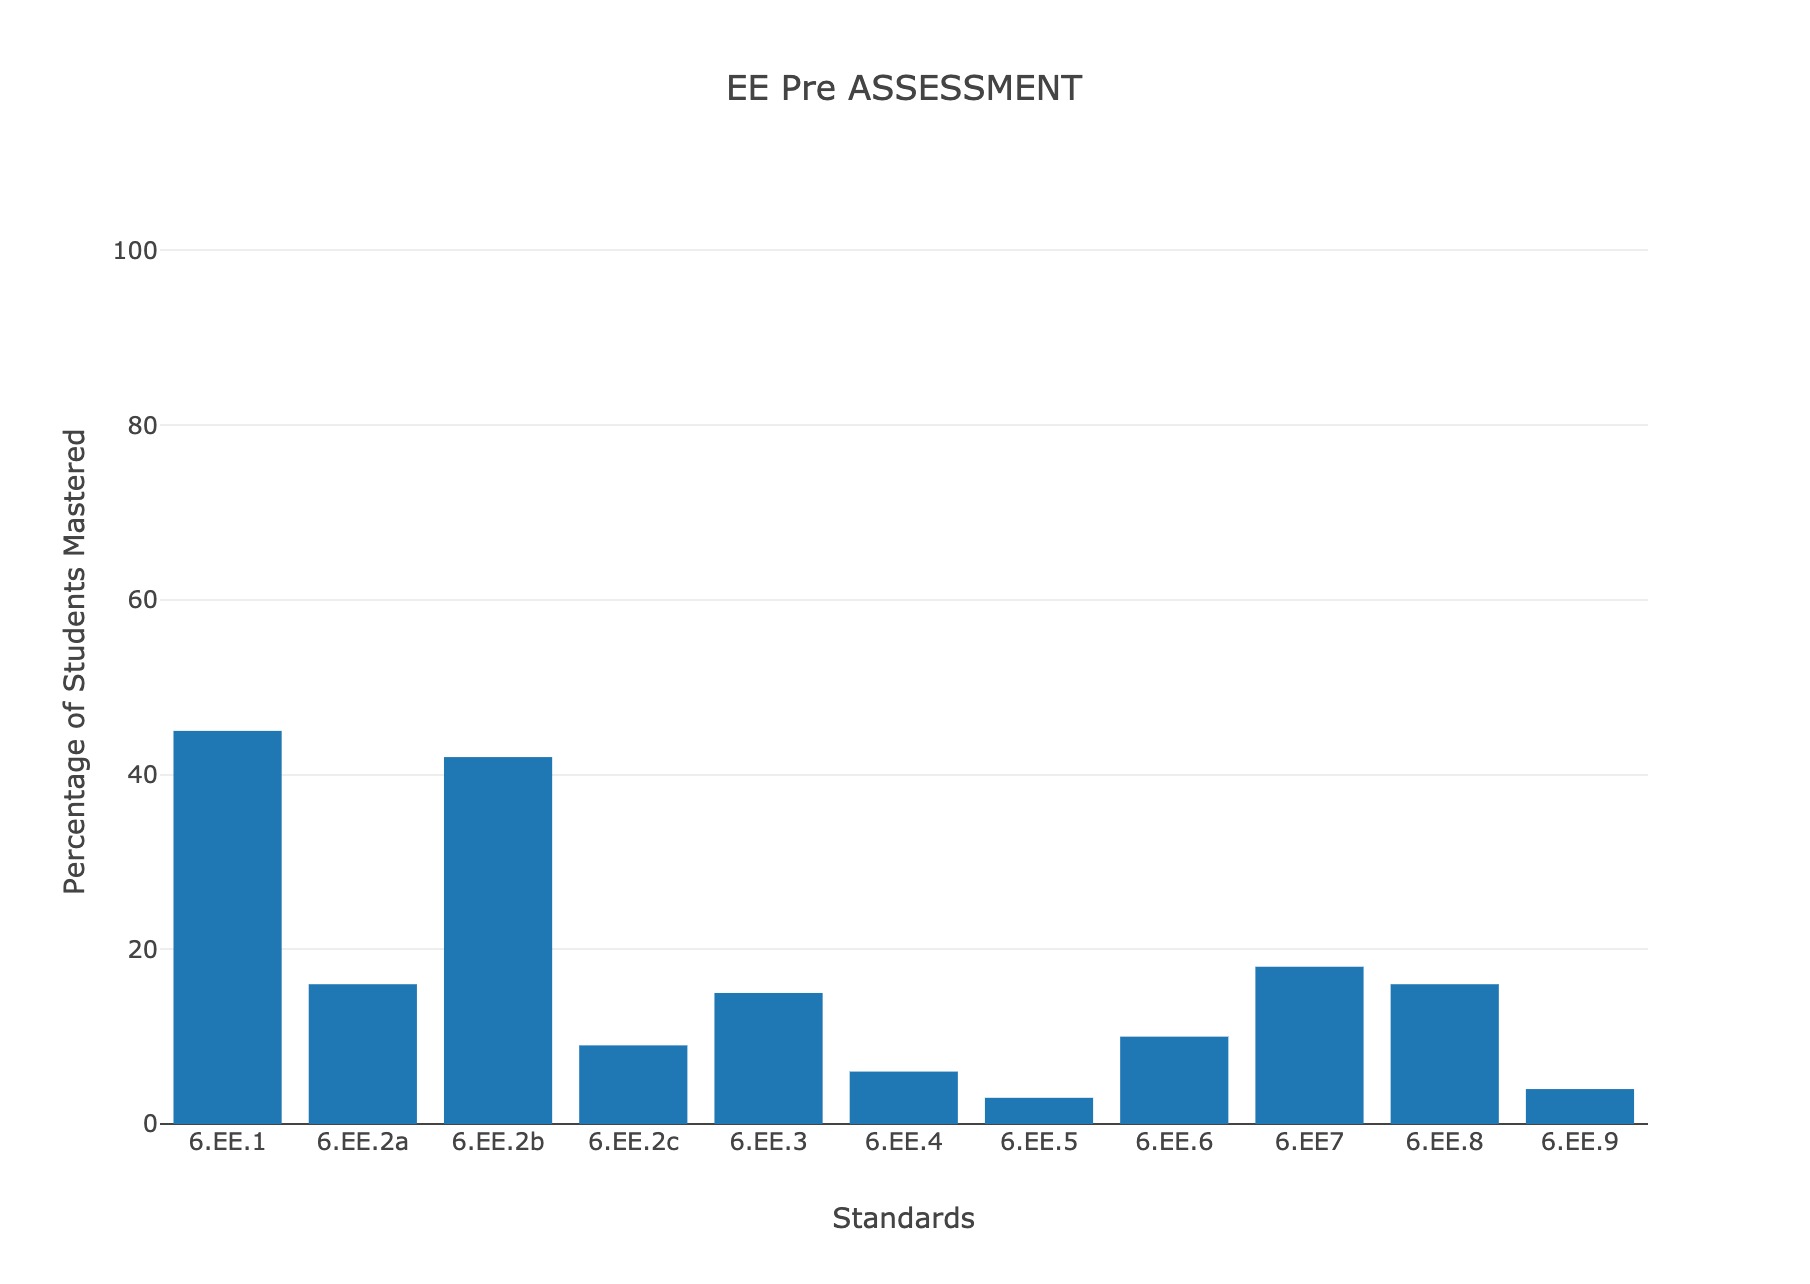 EE Pre ASSESSMENT
Percentage of Students Mastered
100
80
60
40
20
0
6.EE.1 6.EE.2a 6.EE.2b 6.EE.2c 6.EE.3 6.EE.4 6.EE.5 6.EE.6 6.EE7 6.EE.8 6.EE.9
Standards